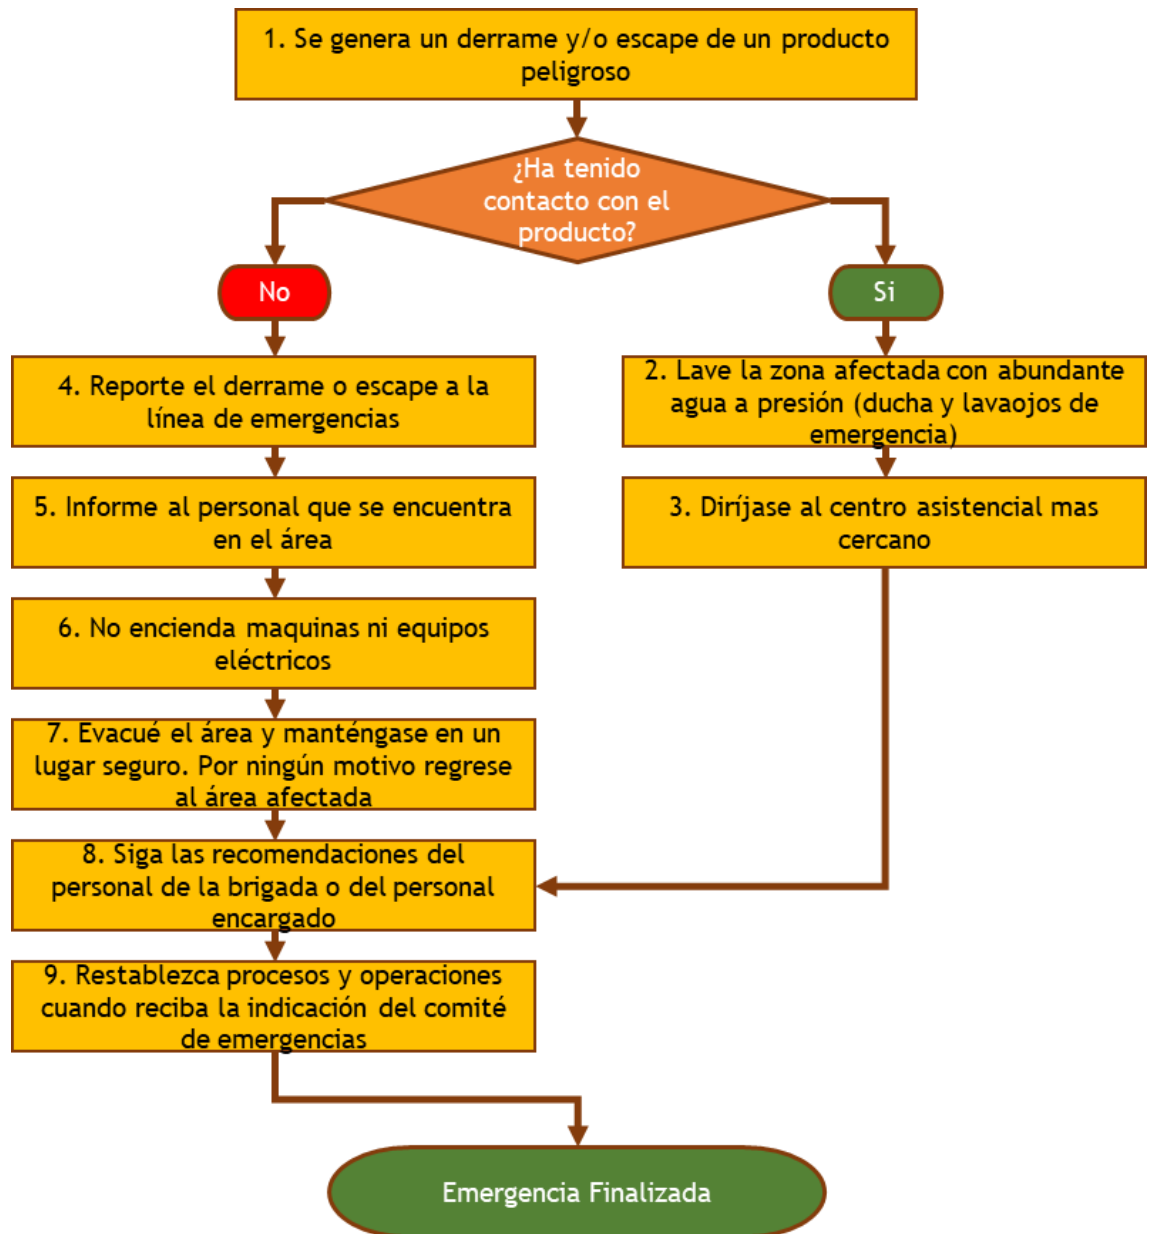 1. Se genera un derrame y/o escape de un producto
peligroso
¿Ha tenido
contacto con el
producto?
No
Si
4. Reporte el derrame o escape a la
línea de emergencias
2. Lave la zona afectada con abundante
agua a presión (ducha y lavaojos de
emergencia)
5. Informe al personal que se encuentra
en el área
3. Diríjase al centro asistencial mas
cercano
6. No encienda maquinas ni equipos
eléctricos
7. Evacué el área y manténgase en un
lugar seguro. Por ningún motivo regrese
al área afectada
8. Siga las recomendaciones del
personal de la brigada o del personal
encargado
9. Restablezca procesos y operaciones
cuando reciba la indicación del comité
de emergencias
Emergencia Finalizada